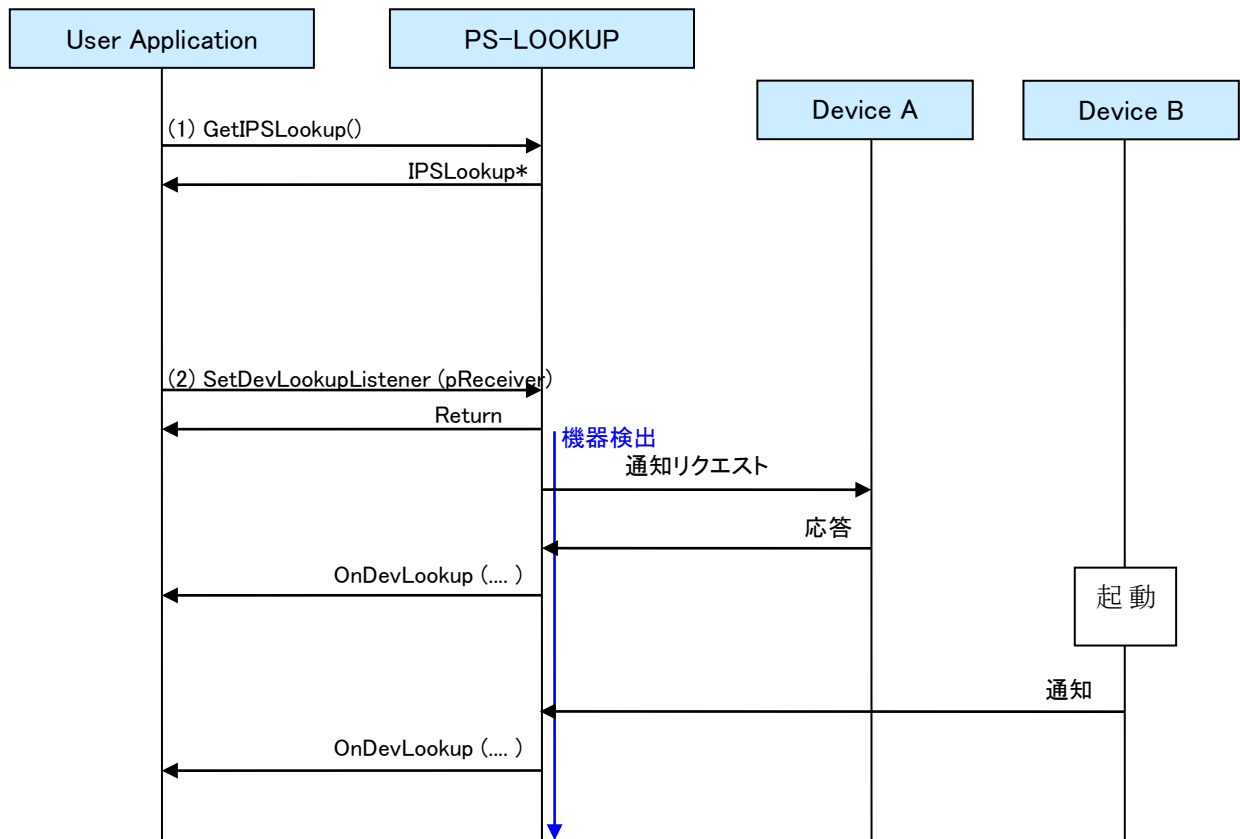 User Application
PS-LOOKUP
Device A
Device B
(1) GetIPSLookup()
IPSLookup*
(2) SetDevLookupListener (pReceiver)
Return
機器検出
通知リクエスト
応答
OnDevLookup (.... )
起動
通知
OnDevLookup (.... )